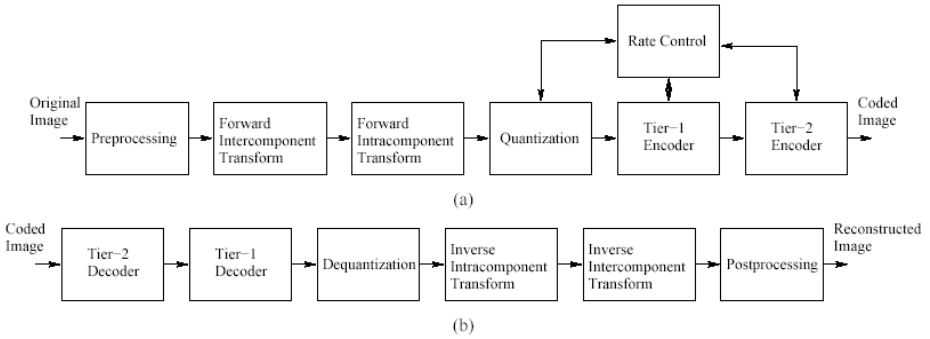 Rate Control
Original
Image
Preprocessing
Forward
Intercomponent
Transform
Forward
Intracomponent
Transform
Quantization
Tier−1
Encoder
Tier−2
Encoder
Coded
Image
(a)
Coded
Image
Tier−2
Decoder
Tier−1
Decoder
Dequantization
Inverse
Intracomponent
Transform
Inverse
Intercomponent
Transform
Postprocessing
Reconstructed
Image
(b)